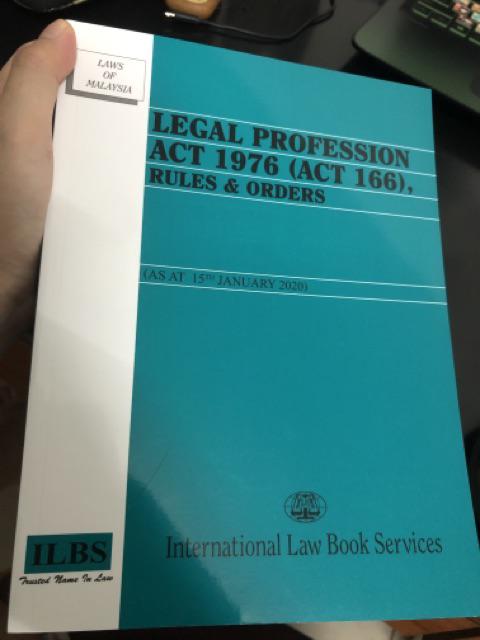 LAWS
OF
MALAYSIA
LEGAL PROFESSION
ACT 1976 (ACT 166),
RULES & ORDERS
(AS AT 15TH JANUARY 2020)
International Law Book Services
ILBS
Trusted Name In Law